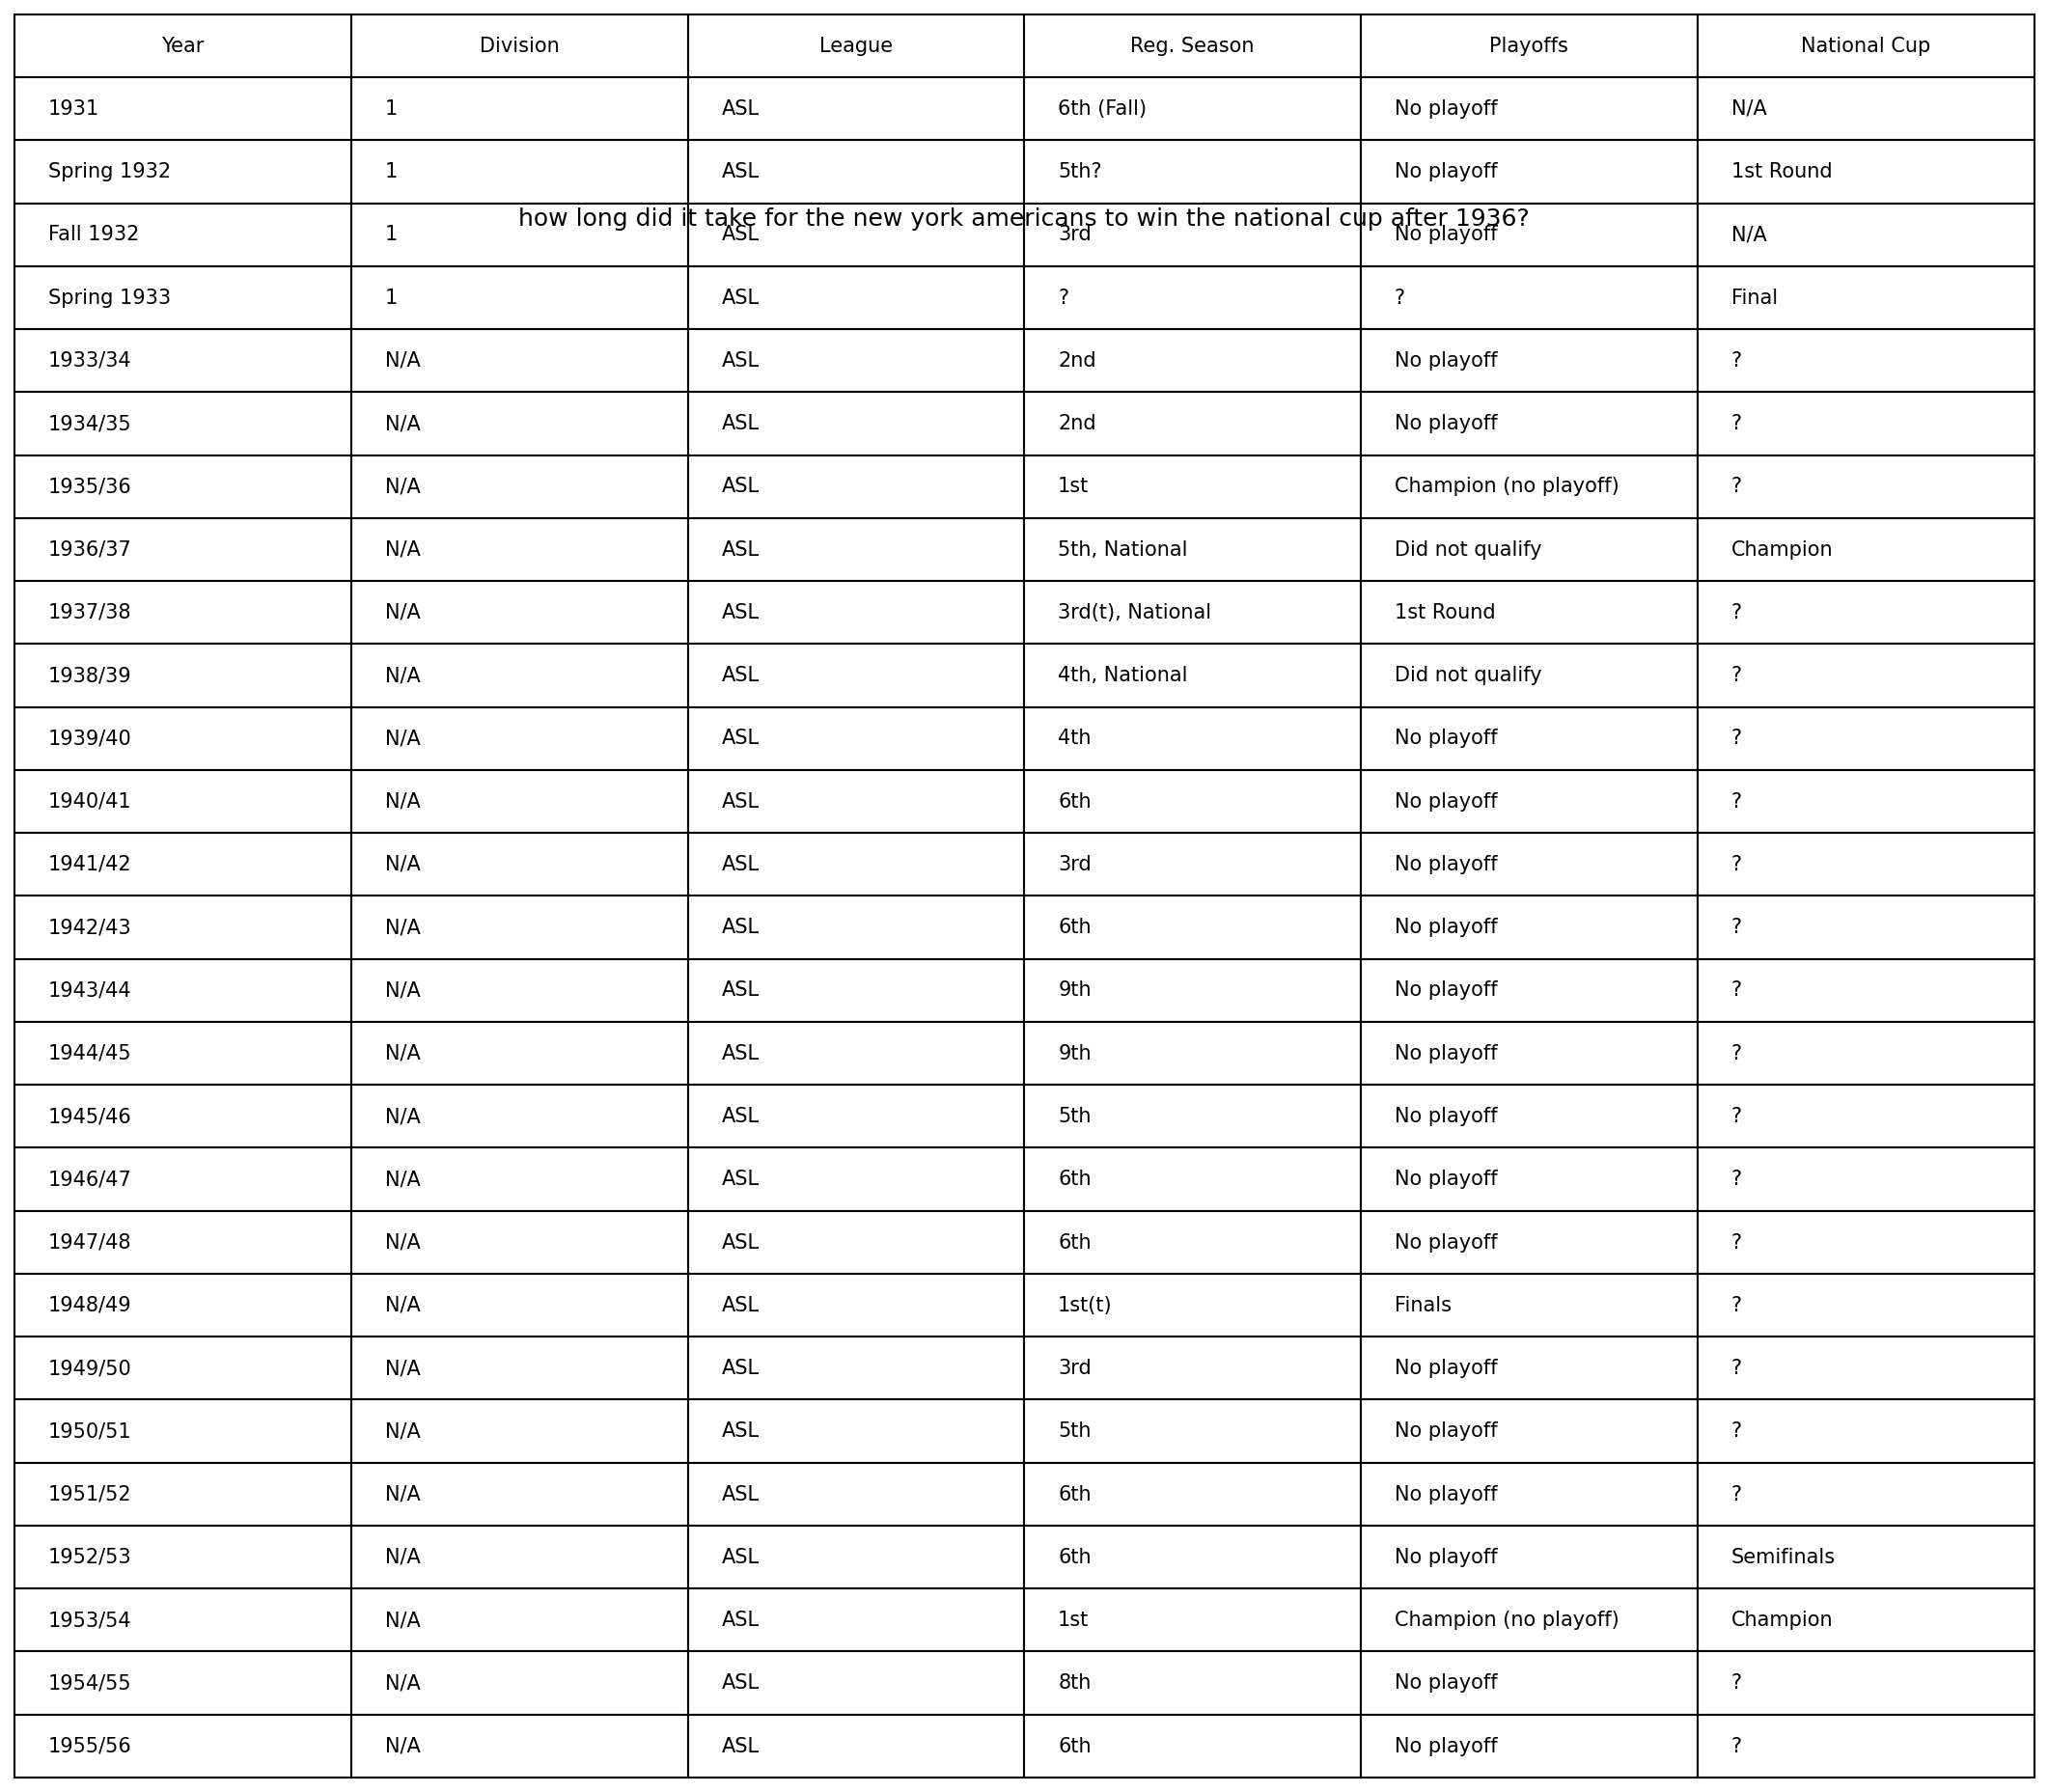 Year Division League Reg. Season Playoffs National Cup
1931 1 ASL 6th (Fall) No playoff N/A
Spring 1932 1 ASL 5th? No playoff 1st Round
how long did it take for the new york americans to win the national cup after 1936?
Fall 1932 1 ASL 3rd No playoff N/A
Spring 1933 1 ASL ? ? Final
1933/34 N/A ASL 2nd No playoff ?
1934/35 N/A ASL 2nd No playoff ?
1935/36 N/A ASL 1st Champion (no playoff) ?
1936/37 N/A ASL 5th, National Did not qualify Champion
1937/38 N/A ASL 3rd(t), National 1st Round ?
1938/39 N/A ASL 4th, National Did not qualify ?
1939/40 N/A ASL 4th No playoff ?
1940/41 N/A ASL 6th No playoff ?
1941/42 N/A ASL 3rd No playoff ?
1942/43 N/A ASL 6th No playoff ?
1943/44 N/A ASL 9th No playoff ?
1944/45 N/A ASL 9th No playoff ?
1945/46 N/A ASL 5th No playoff ?
1946/47 N/A ASL 6th No playoff ?
1947/48 N/A ASL 6th No playoff ?
1948/49 N/A ASL 1st(t) Finals ?
1949/50 N/A ASL 3rd No playoff ?
1950/51 N/A ASL 5th No playoff ?
1951/52 N/A ASL 6th No playoff ?
1952/53 N/A ASL 6th No playoff Semifinals
1953/54 N/A ASL 1st Champion (no playoff) Champion
1954/55 N/A ASL 8th No playoff ?
1955/56 N/A ASL 6th No playoff ?